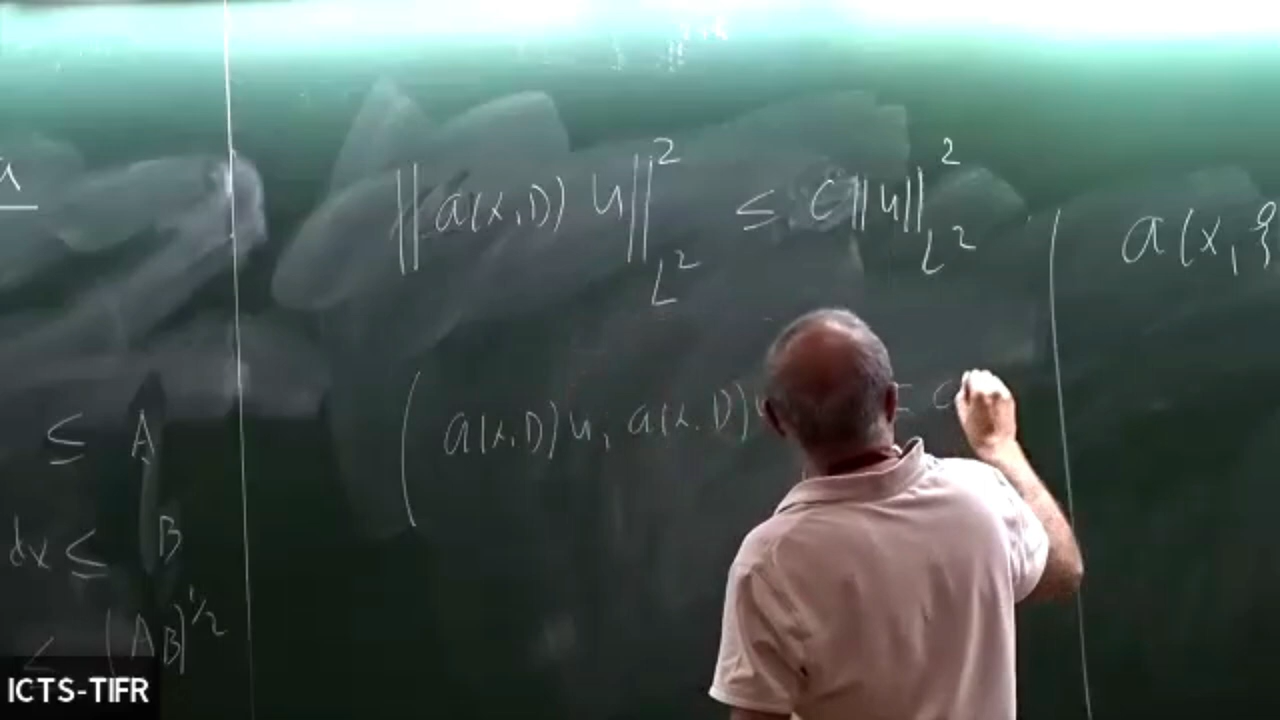 ≤ A
dx ≤ B
≤ (AB)^{1/2}
‖a(x,D) u‖²_{L²} ≤ C‖u‖²_{L²}
(a(x,D)u, a(x,D)
a(x, ξ
ICTS-TIFR